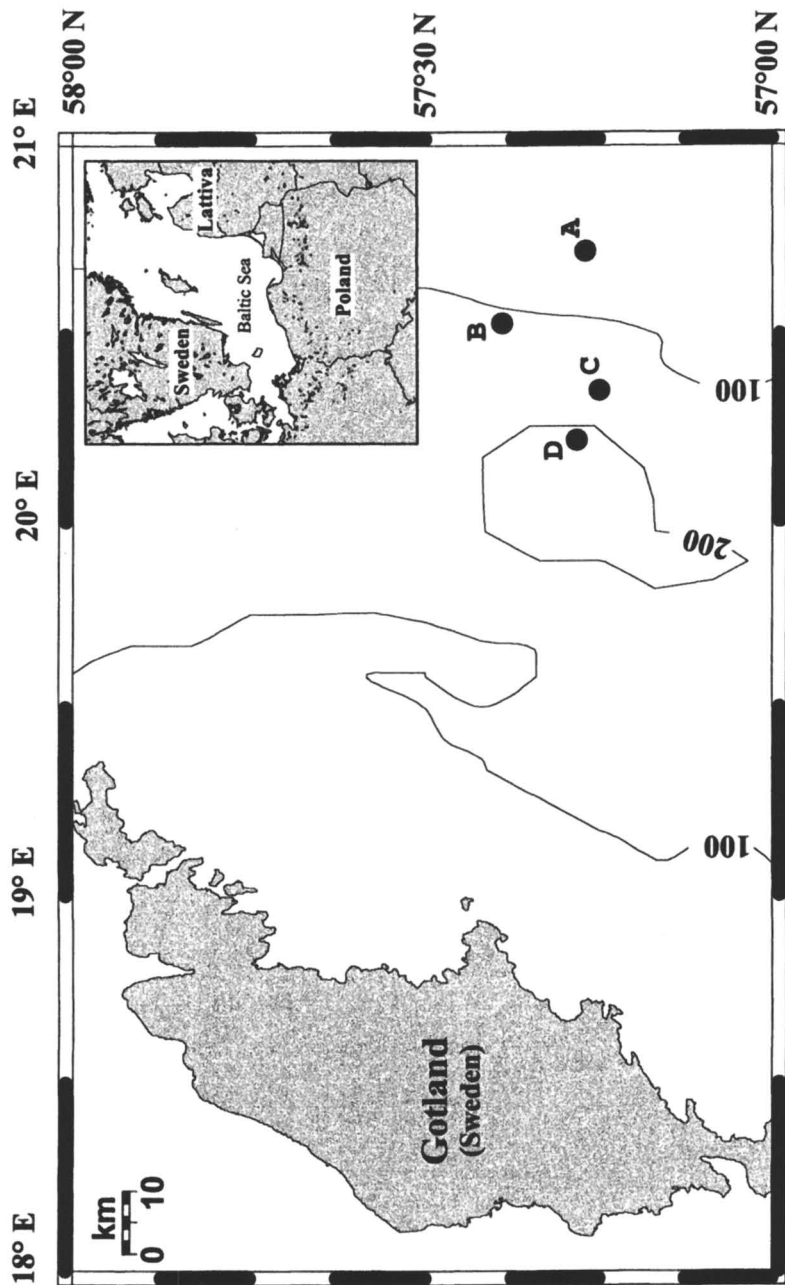 18° E
19° E
20° E
21° E
58°00 N
57°30 N
57°00 N
km
0 10
Gotland
(Sweden)
100
200
100
A
B
C
D
Sweden
Lattiva
Baltic Sea
Poland